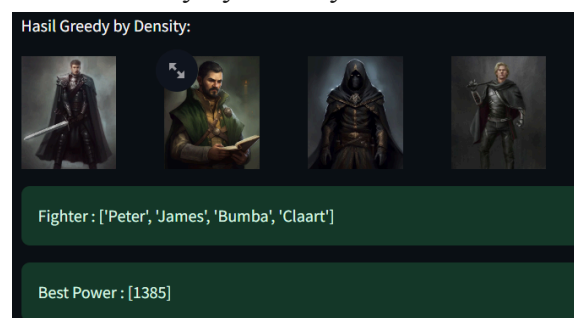 Hasil Greedy by Density:
Fighter : ['Peter', 'James', 'Bumba', 'Claart']
Best Power : [1385]